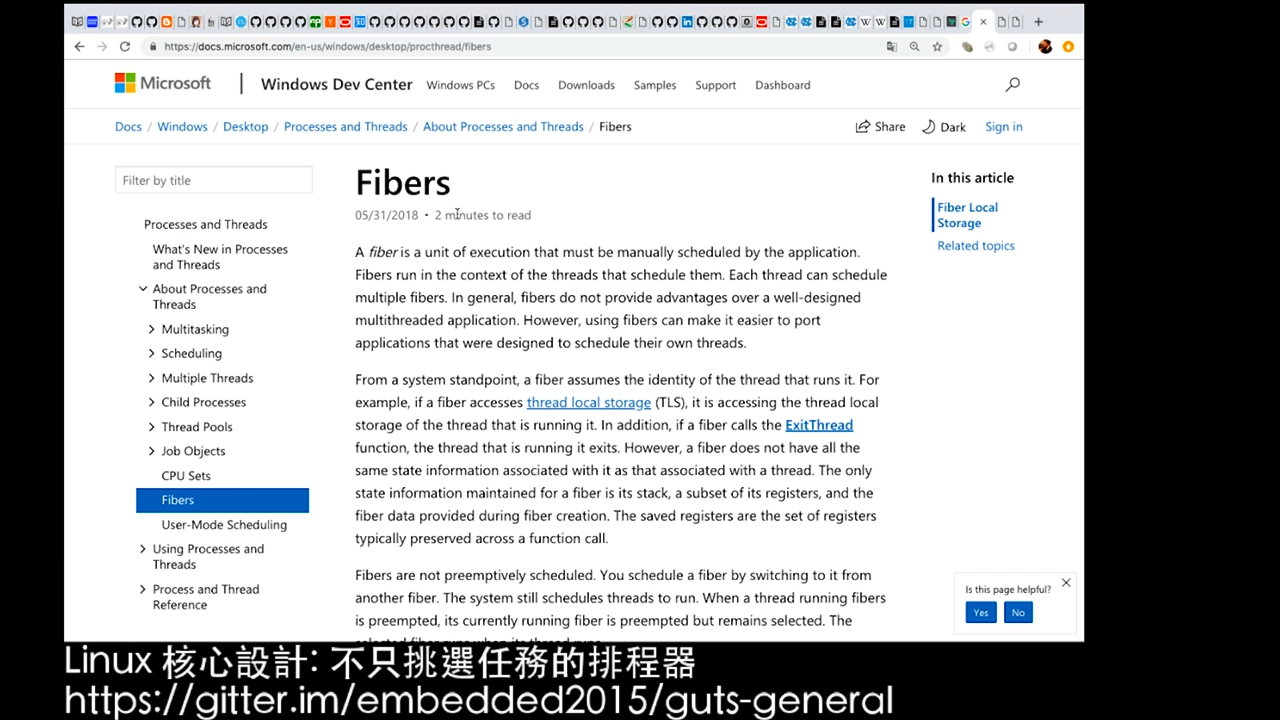 https://docs.microsoft.com/en-us/windows/desktop/procthread/fibers
Microsoft
Windows Dev Center
Windows PCs
Docs
Downloads
Samples
Support
Dashboard
Docs / Windows / Desktop / Processes and Threads / About Processes and Threads / Fibers
Share
Dark
Sign in
Filter by title
Processes and Threads
What's New in Processes
and Threads
About Processes and
Threads
Multitasking
Scheduling
Multiple Threads
Child Processes
Thread Pools
Job Objects
CPU Sets
Fibers
User-Mode Scheduling
Using Processes and
Threads
Process and Thread
Reference
Fibers
05/31/2018 • 2 minutes to read
A fiber is a unit of execution that must be manually scheduled by the application.
Fibers run in the context of the threads that schedule them. Each thread can schedule
multiple fibers. In general, fibers do not provide advantages over a well-designed
multithreaded application. However, using fibers can make it easier to port
applications that were designed to schedule their own threads.
From a system standpoint, a fiber assumes the identity of the thread that runs it. For
example, if a fiber accesses thread local storage (TLS), it is accessing the thread local
storage of the thread that is running it. In addition, if a fiber calls the ExitThread
function, the thread that is running it exits. However, a fiber does not have all the
same state information associated with it as that associated with a thread. The only
state information maintained for a fiber is its stack, a subset of its registers, and the
fiber data provided during fiber creation. The saved registers are the set of registers
typically preserved across a function call.
Fibers are not preemptively scheduled. You schedule a fiber by switching to it from
another fiber. The system still schedules threads to run. When a thread running fibers
is preempted, its currently running fiber is preempted but remains selected. The
selected fiber runs when its thread runs.
In this article
Fiber Local
Storage
Related topics
Is this page helpful?
Yes
No
Linux 核心設計: 不只挑選任務的排程器
https://gitter.im/embedded2015/guts-general